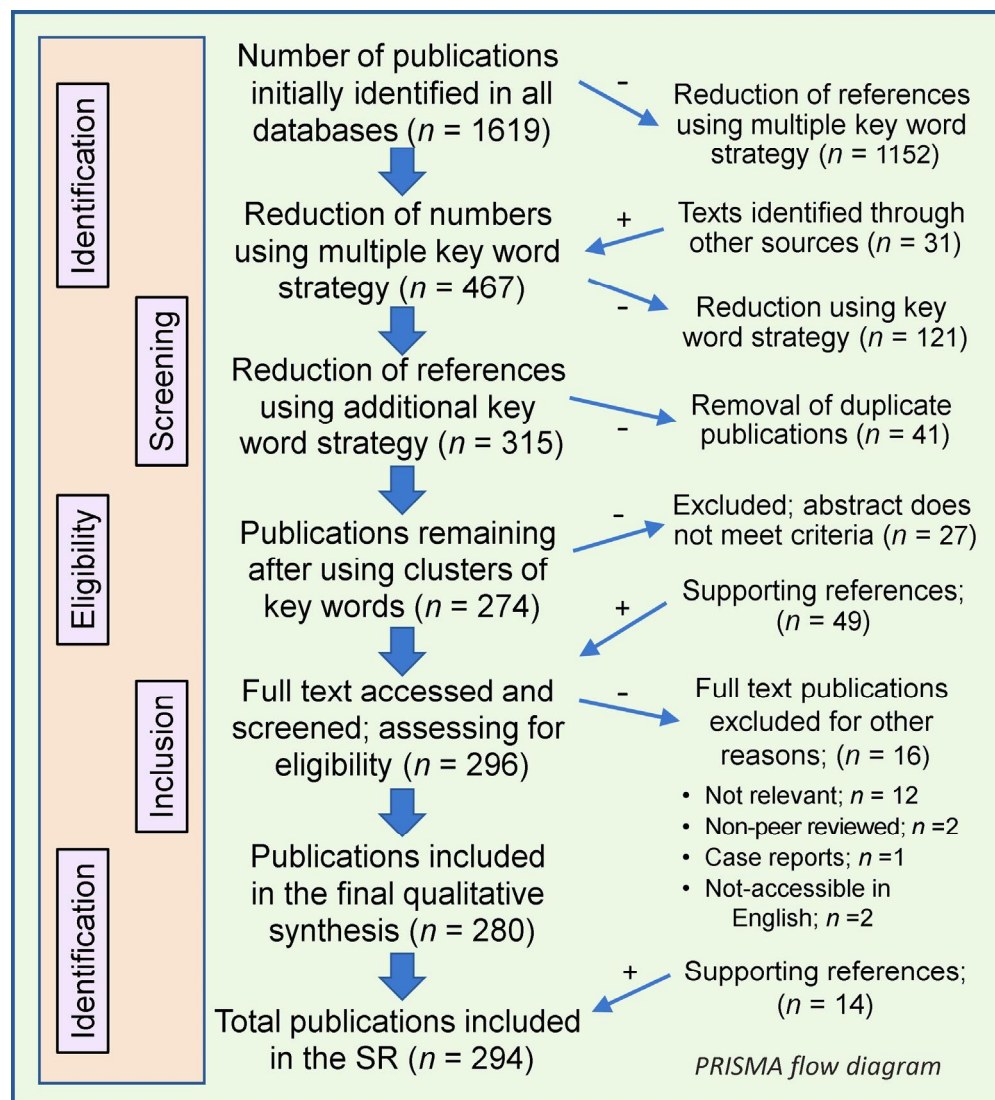 Identification
Screening
Eligibility
Inclusion
Identification
Number of publications
initially identified in all
databases (n = 1619)
-
Reduction of references
using multiple key word
strategy (n = 1152)
Reduction of numbers
using multiple key word
strategy (n = 467)
+
Texts identified through
other sources (n = 31)
-
Reduction using key
word strategy (n = 121)
Reduction of references
using additional key
word strategy (n = 315)
-
Removal of duplicate
publications (n = 41)
Publications remaining
after using clusters of
key words (n = 274)
-
Excluded; abstract does
not meet criteria (n = 27)
+
Supporting references;
(n = 49)
Full text accessed and
screened; assessing for
eligibility (n = 296)
-
Full text publications
excluded for other
reasons; (n = 16)
• Not relevant; n = 12
• Non-peer reviewed; n =2
• Case reports; n =1
• Not-accessible in
English; n =2
Publications included
in the final qualitative
synthesis (n = 280)
+
Supporting references;
(n = 14)
Total publications included
in the SR (n = 294)
PRISMA flow diagram